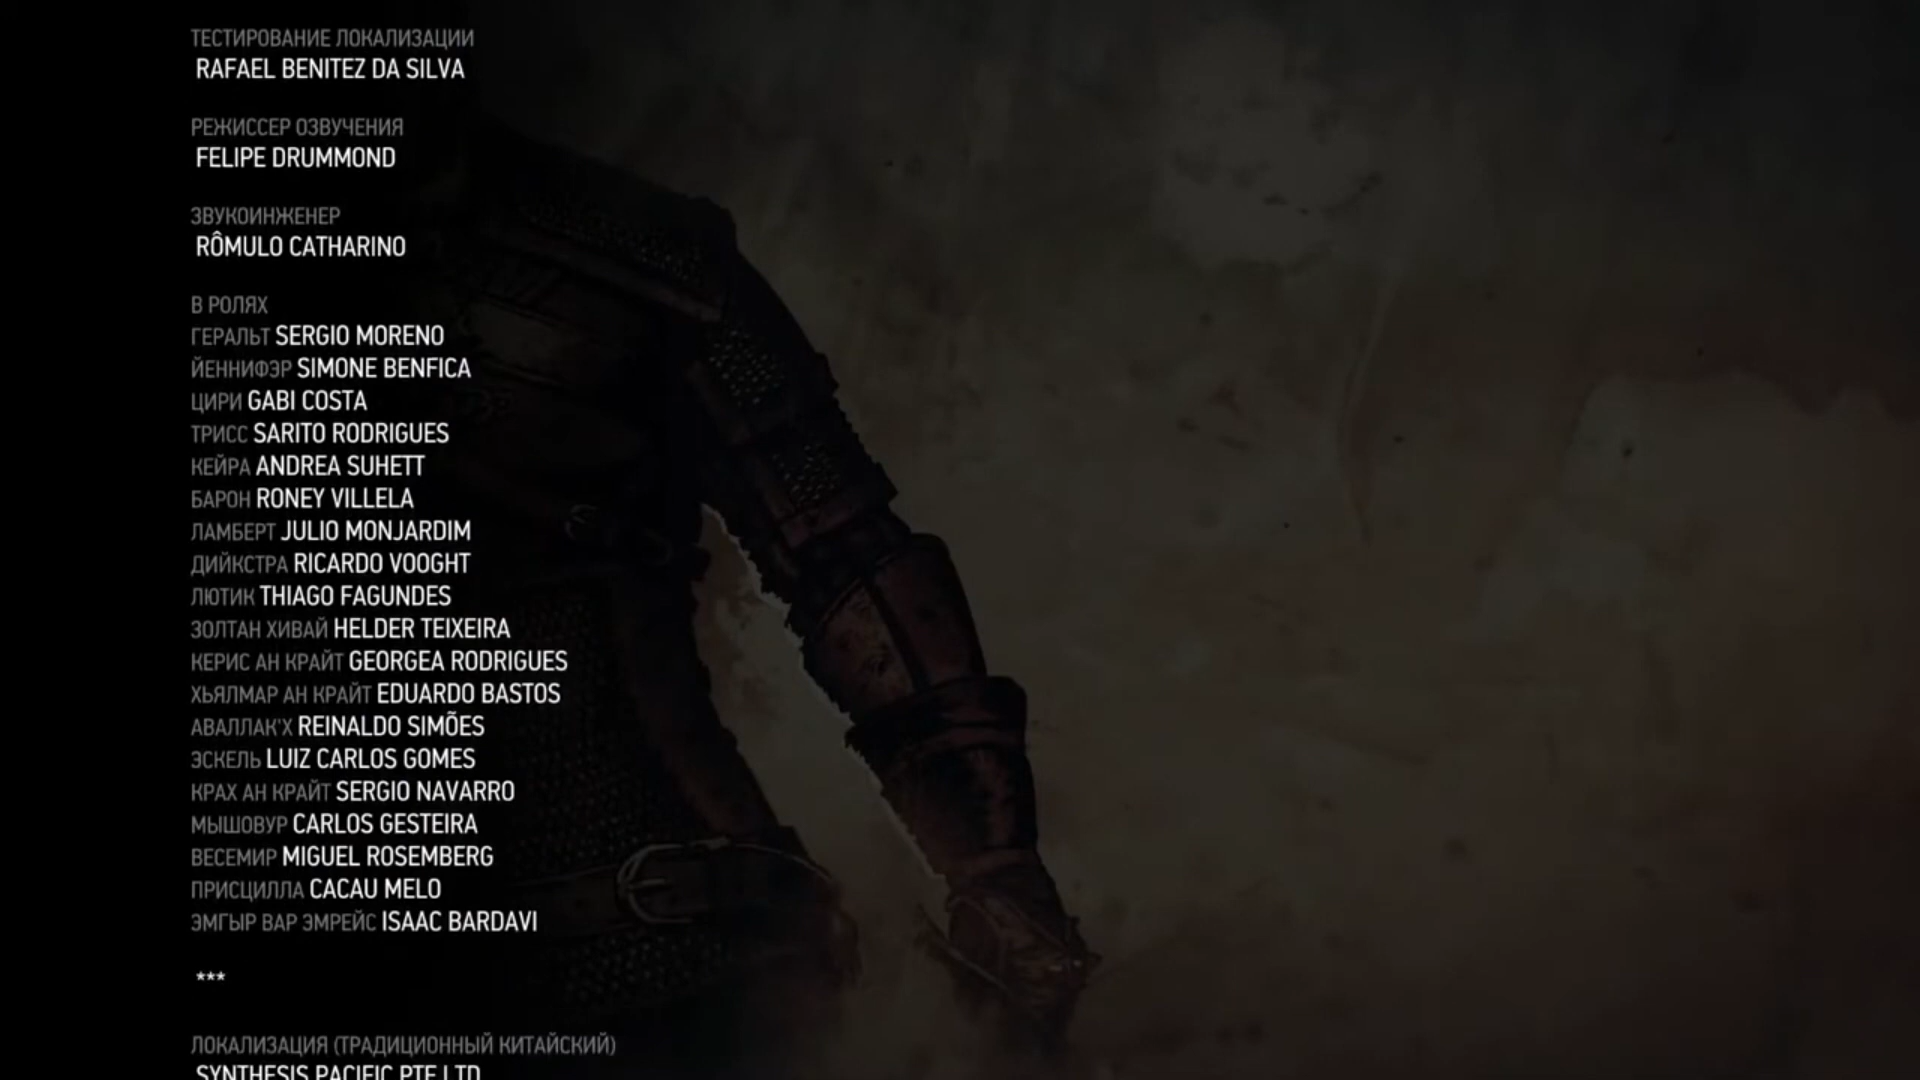 ТЕСТИРОВАНИЕ ЛОКАЛИЗАЦИИ
RAFAEL BENITEZ DA SILVA
РЕЖИССЕР ОЗВУЧЕНИЯ
FELIPE DRUMMOND
ЗВУКОИНЖЕНЕР
RÔMULO CATHARINO
В РОЛЯХ
ГЕРАЛЬТ SERGIO MORENO
ЙЕННИФЭР SIMONE BENFICA
ЦИРИ GABI COSTA
ТРИСС SARITO RODRIGUES
КЕЙРА ANDREA SUHETT
БАРОН RONEY VILLELA
ЛАМБЕРТ JULIO MONJARDIM
ДИЙКСТРА RICARDO VOOGHT
ЛЮТИК THIAGO FAGUNDES
ЗОЛТАН ХИВАЙ HELDER TEIXEIRA
КЕРИС АН КРАЙТ GEORGEA RODRIGUES
ХЬЯЛМАР АН КРАЙТ EDUARDO BASTOS
АВАЛЛАК'Х REINALDO SIMÕES
ЭСКЕЛЬ LUIZ CARLOS GOMES
КРАХ АН КРАЙТ SERGIO NAVARRO
МЫШОВУР CARLOS GESTEIRA
ВЕСЕМИР MIGUEL ROSEMBERG
ПРИСЦИЛЛА CACAU MELO
ЭМГЫР ВАР ЭМРЕЙС ISAAC BARDAVI
***
ЛОКАЛИЗАЦИЯ (ТРАДИЦИОННЫЙ КИТАЙСКИЙ)
SYNTHESIS PACIFIC PTE LTD